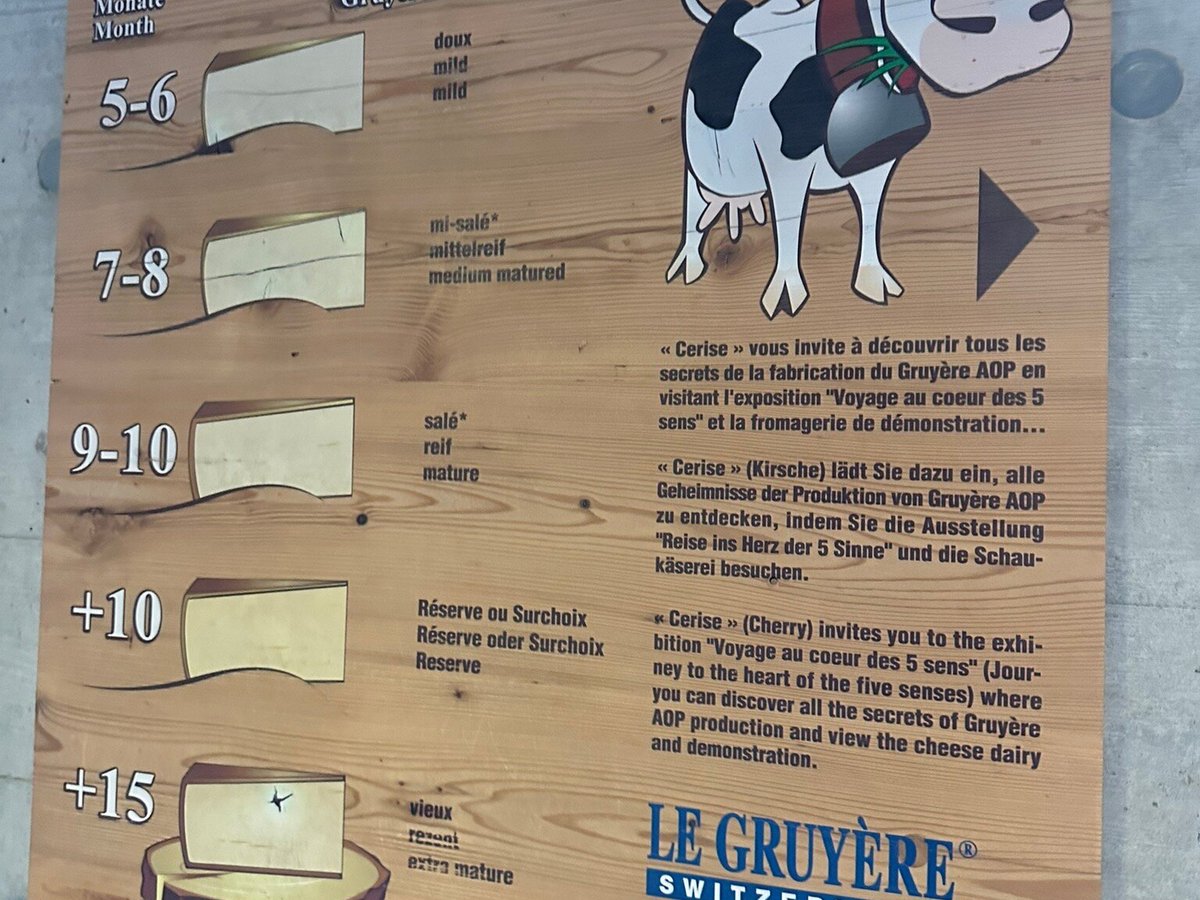 Monate
Month
5-6
doux
mild
mild
7-8
mi-salé*
mittelreif
medium matured
9-10
salé*
reif
mature
+10
Réserve ou Surchoix
Réserve oder Surchoix
Reserve
+15
vieux
rezent
extra mature
« Cerise » vous invite à découvrir tous les
secrets de la fabrication du Gruyère AOP en
visitant l'exposition "Voyage au coeur des 5
sens" et la fromagerie de démonstration...
« Cerise » (Kirsche) lädt Sie dazu ein, alle
Geheimnisse der Produktion von Gruyère AOP
zu entdecken, indem Sie die Ausstellung
"Reise ins Herz der 5 Sinne" und die Schau-
käserei besuchen.
« Cerise » (Cherry) invites you to the exhi-
bition "Voyage au coeur des 5 sens" (Jour-
ney to the heart of the five senses) where
you can discover all the secrets of Gruyère
AOP production and view the cheese dairy
and demonstration.
LE GRUYÈRE®